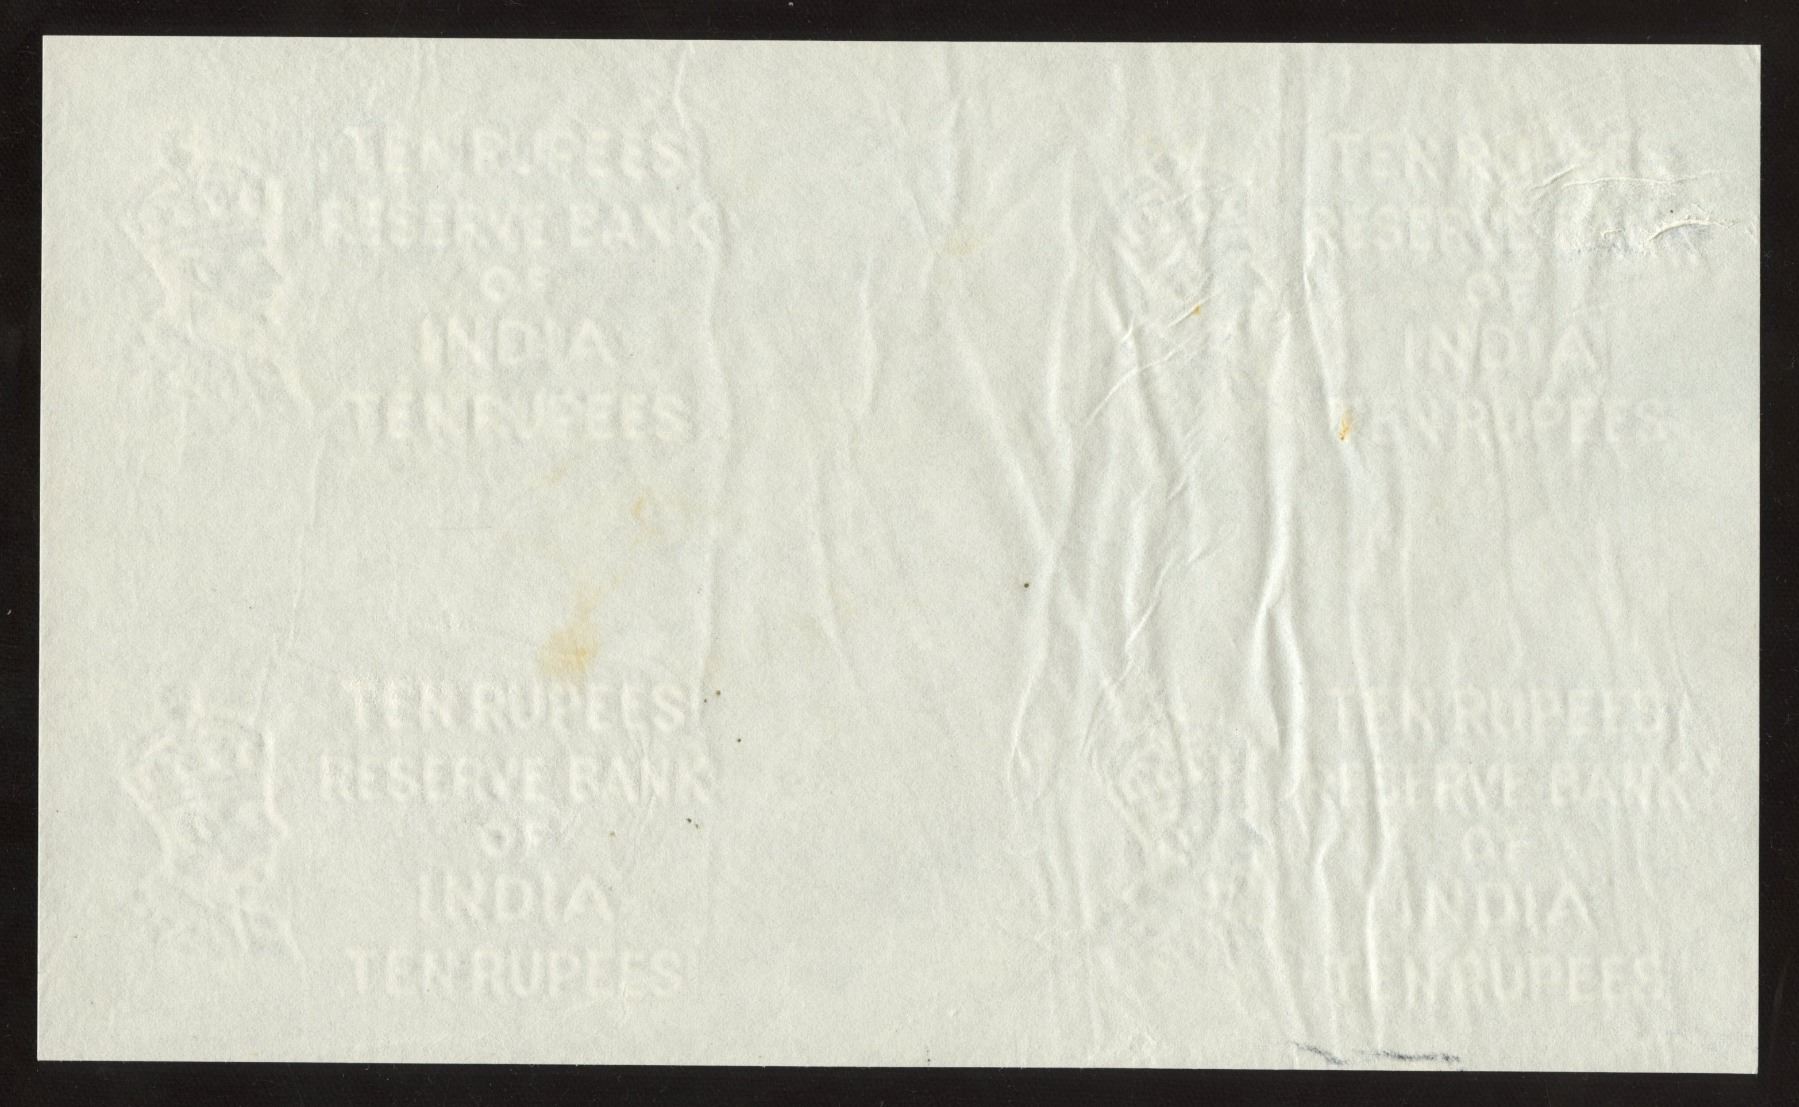 TEN RUPEES
RESERVE BANK
OF
INDIA
TEN RUPEES
TEN RUPEES
RESERVE BANK
OF
INDIA
TEN RUPEES
TEN RUPEES
RESERVE BANK
OF
INDIA
TEN RUPEES
TEN RUPEES
RESERVE BANK
OF
INDIA
TEN RUPEES